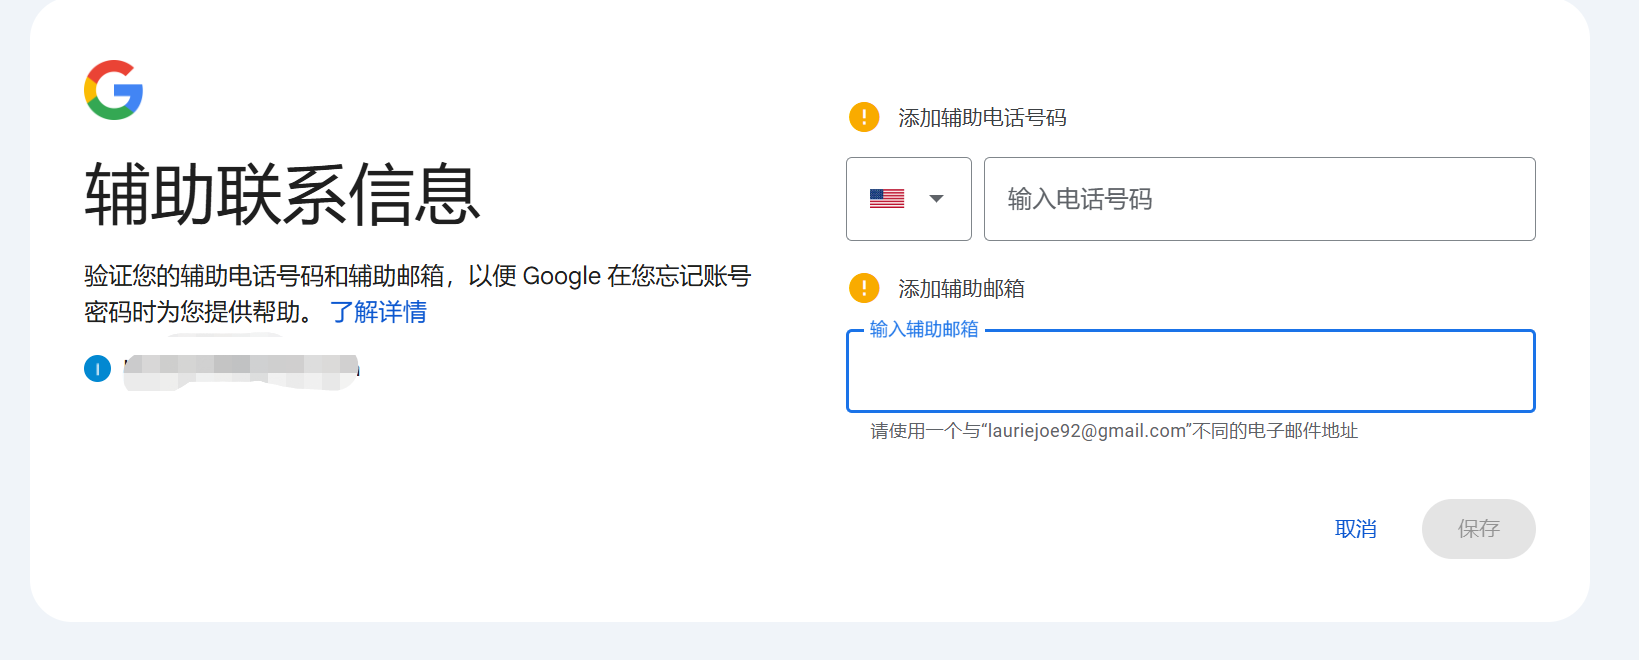 辅助联系信息
验证您的辅助电话号码和辅助邮箱，以便 Google 在您忘记账号
密码时为您提供帮助。 了解详情
添加辅助电话号码
输入电话号码
添加辅助邮箱
输入辅助邮箱
请使用一个与“lauriejoe92@gmail.com”不同的电子邮件地址
取消
保存